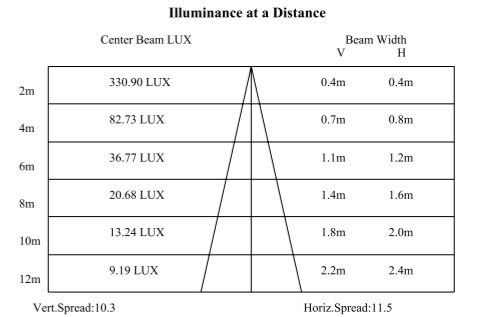 Illuminance at a Distance
Center Beam LUX Beam Width
V H
2m 330.90 LUX 0.4m 0.4m
4m 82.73 LUX 0.7m 0.8m
6m 36.77 LUX 1.1m 1.2m
8m 20.68 LUX 1.4m 1.6m
10m 13.24 LUX 1.8m 2.0m
12m 9.19 LUX 2.2m 2.4m
Vert.Spread:10.3 Horiz.Spread:11.5